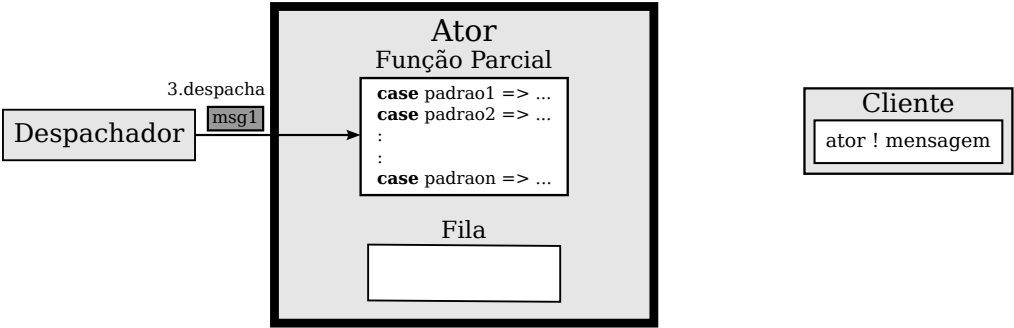 Ator
Função Parcial
3.despacha
msg1
Despachador
case padrao1 => ...
case padrao2 => ...
:
:
case padraon => ...
Fila
Cliente
ator ! mensagem